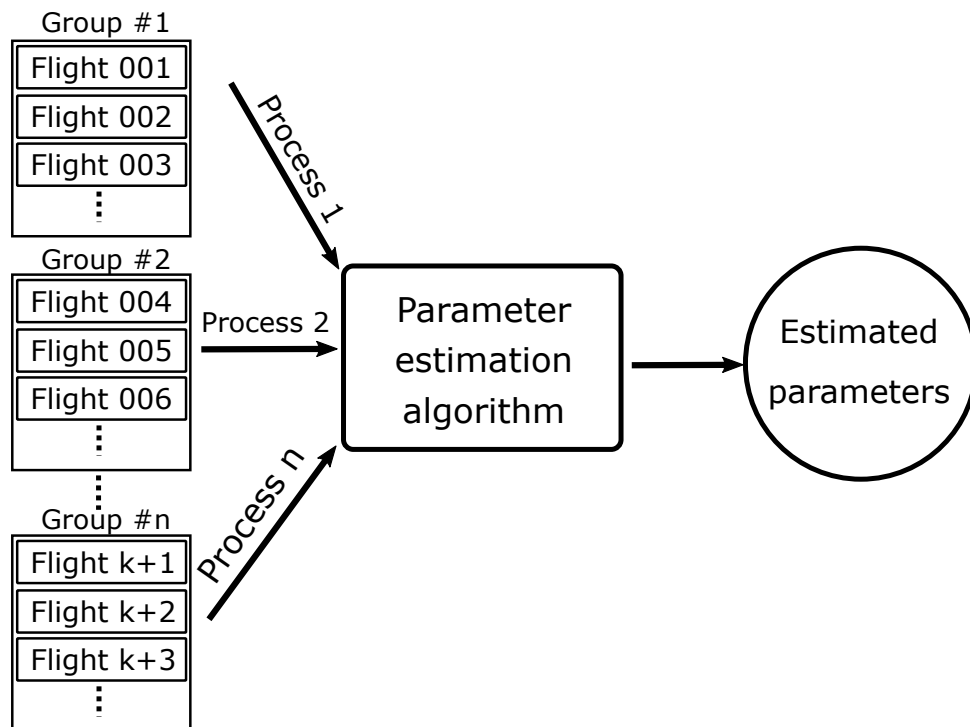 Group #1
Flight 001
Flight 002
Flight 003
Process 1
Group #2
Flight 004
Flight 005
Flight 006
Process 2
Group #n
Flight k+1
Flight k+2
Flight k+3
Process n
Parameter
estimation
algorithm
Estimated
parameters